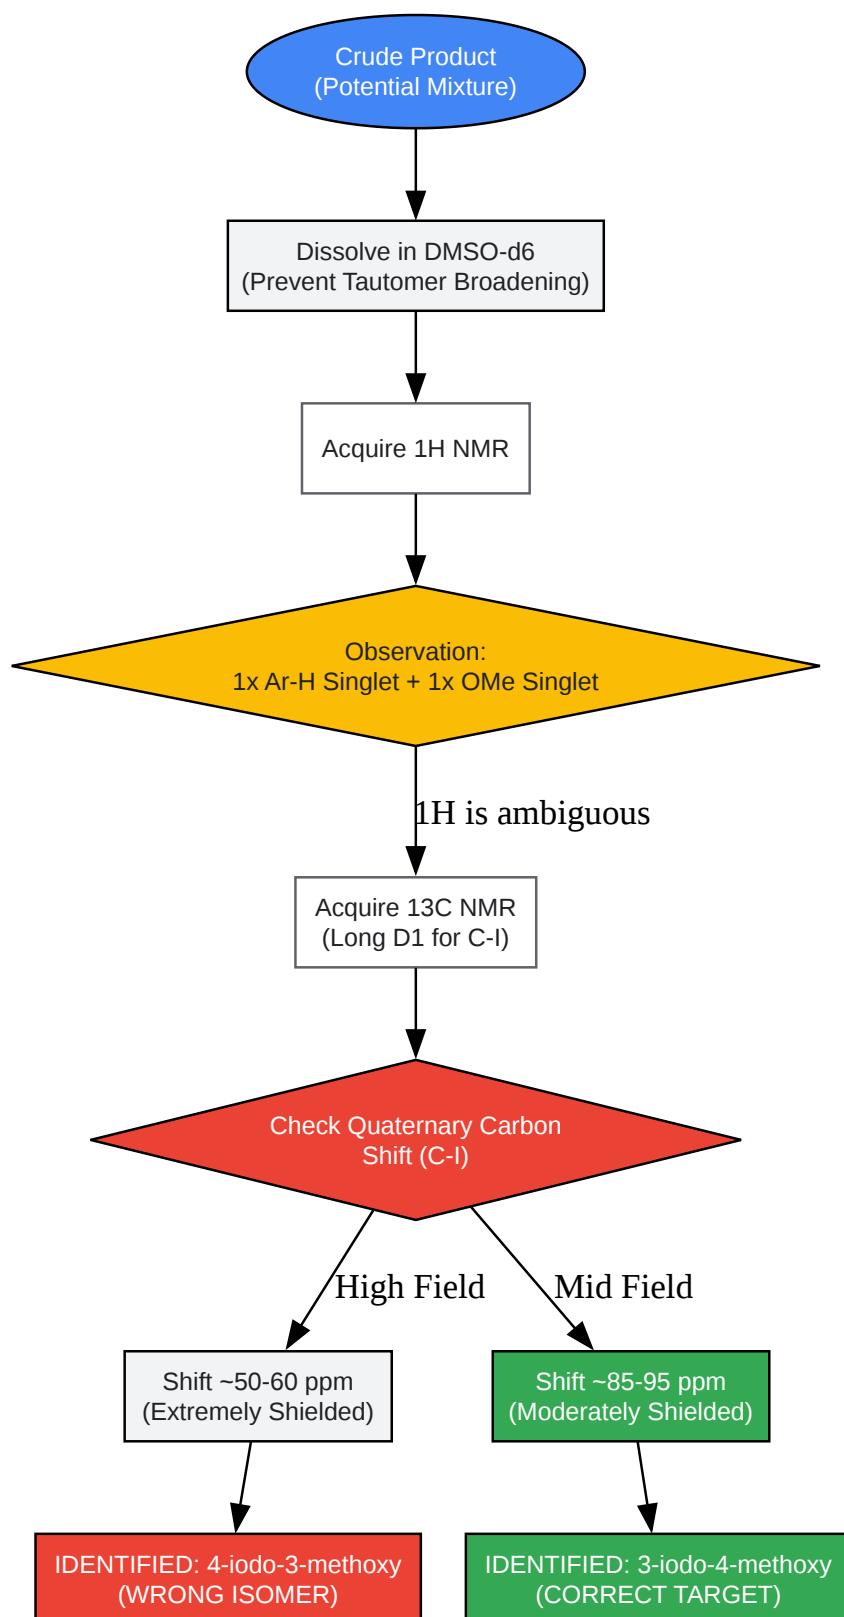 Crude Product
(Potential Mixture)
Dissolve in DMSO-d6
(Prevent Tautomer Broadening)
Acquire 1H NMR
Observation:
1x Ar-H Singlet + 1x OMe Singlet
1H is ambiguous
Acquire 13C NMR
(Long D1 for C-I)
Check Quaternary Carbon
Shift (C-I)
High Field
Mid Field
Shift ~50-60 ppm
(Extremely Shielded)
Shift ~85-95 ppm
(Moderately Shielded)
IDENTIFIED: 4-iodo-3-methoxy
(WRONG ISOMER)
IDENTIFIED: 3-iodo-4-methoxy
(CORRECT TARGET)